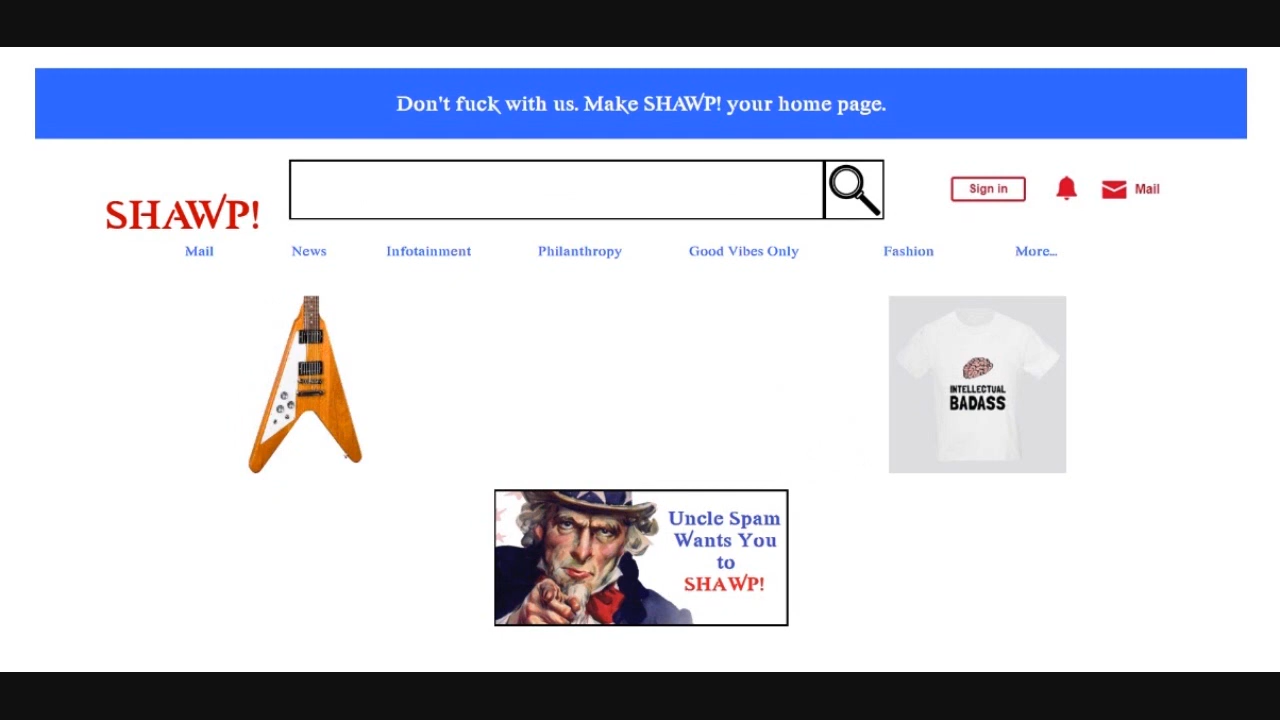 Don't fuck with us. Make SHAWP! your home page.
Sign in
Mail
SHAWP!
Mail
News
Infotainment
Philanthropy
Good Vibes Only
Fashion
More...
INTELLECTUAL
BADASS
Uncle Spam
Wants You
to
SHAWP!